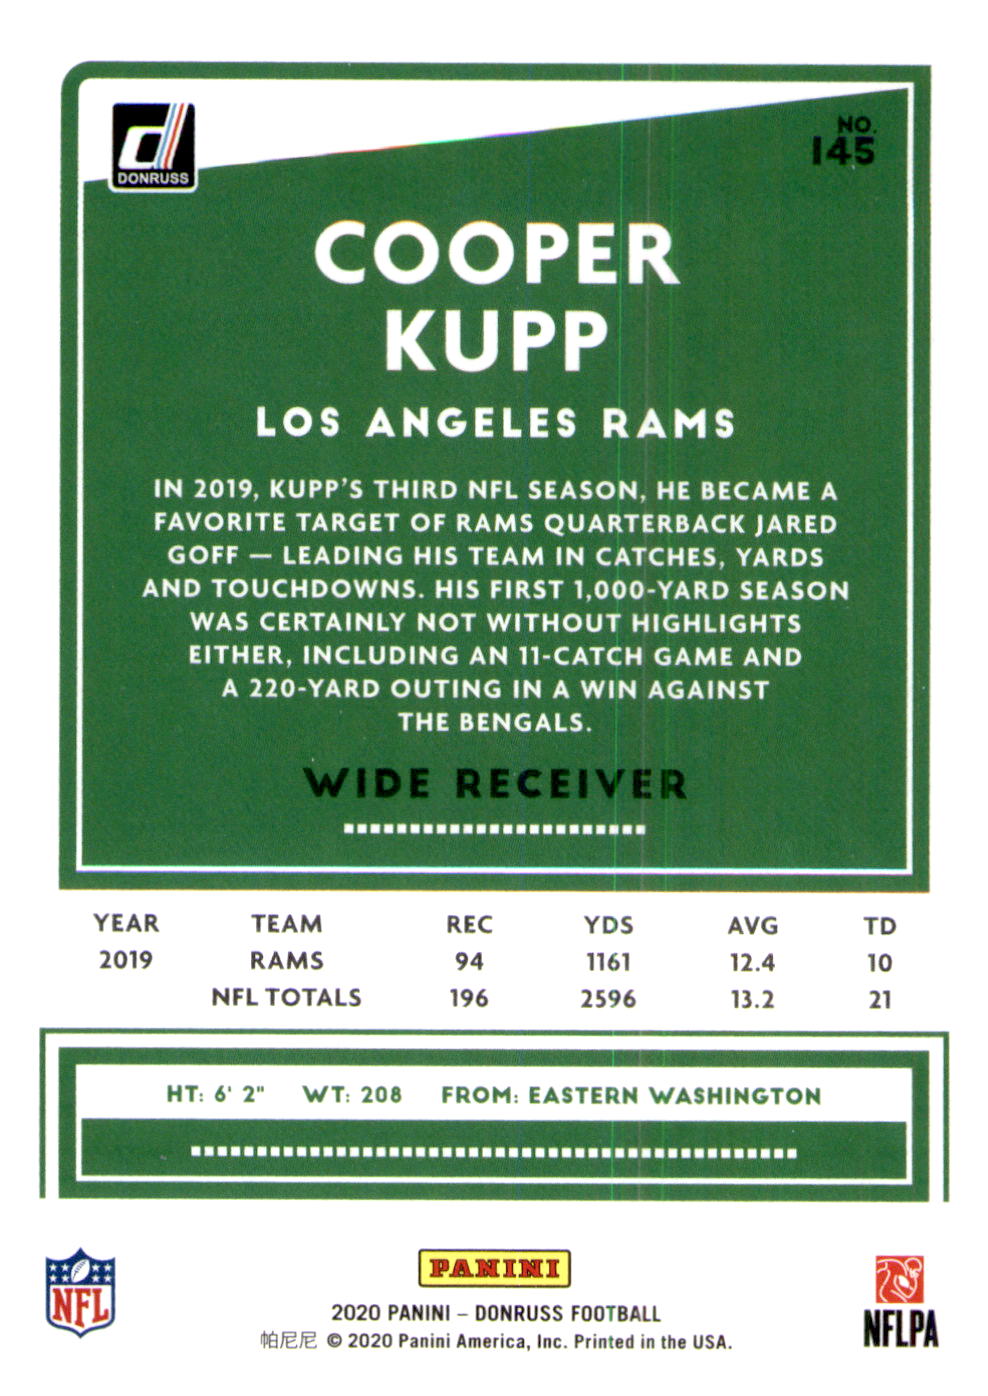 DONRUSS
NO.
145
COOPER
KUPP
LOS ANGELES RAMS
IN 2019, KUPP'S THIRD NFL SEASON, HE BECAME A
FAVORITE TARGET OF RAMS QUARTERBACK JARED
GOFF — LEADING HIS TEAM IN CATCHES, YARDS
AND TOUCHDOWNS. HIS FIRST 1,000-YARD SEASON
WAS CERTAINLY NOT WITHOUT HIGHLIGHTS
EITHER, INCLUDING AN 11-CATCH GAME AND
A 220-YARD OUTING IN A WIN AGAINST
THE BENGALS.
WIDE RECEIVER
YEAR TEAM REC YDS AVG TD
2019 RAMS 94 1161 12.4 10
NFL TOTALS 196 2596 13.2 21
HT: 6' 2" WT: 208 FROM: EASTERN WASHINGTON
NFL
PANINI
2020 PANINI – DONRUSS FOOTBALL
帕尼尼 © 2020 Panini America, Inc. Printed in the USA.
NFLPA